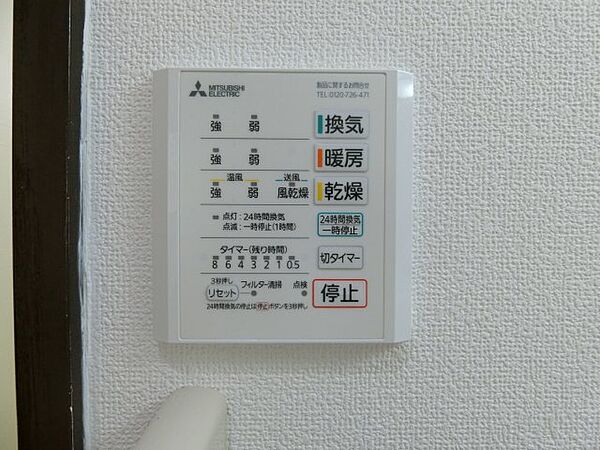 MITSUBISHI ELECTRIC
製品に関するお問合せ
TEL 0120-726-471
強 弱 換気
強 弱 暖房
温風 送風
強 弱 風乾燥 乾燥
点灯:24時間換気
点滅:一時停止(1時間)
24時間換気
一時停止
タイマー(残り時間)
8 6 4 3 2 1 0.5
切タイマー
3秒押し
リセット フィルター清掃 点検
停止
24時間換気の停止は停止ボタンを3秒押し